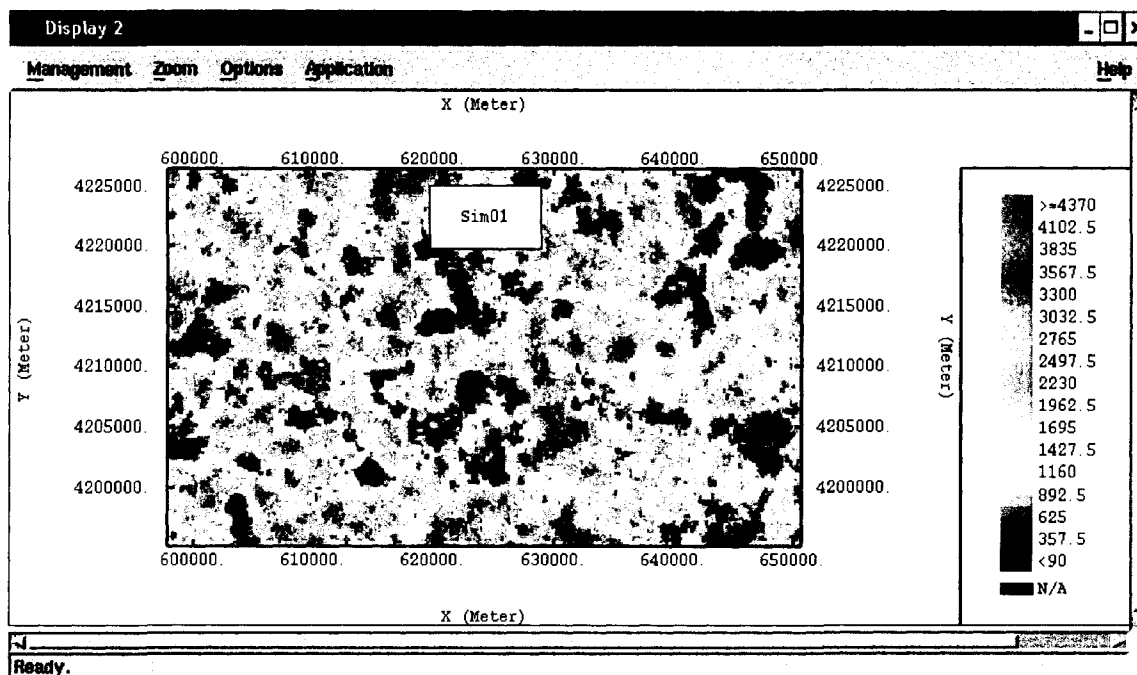 Display 2
Management Zoom Options Application Help
X (Meter)
600000. 610000. 620000. 630000. 640000. 650000.
4225000. 4225000.
Sim01
4220000. 4220000.
4215000. 4215000.
Y (Meter) Y (Meter)
4210000. 4210000.
4205000. 4205000.
4200000. 4200000.
600000. 610000. 620000. 630000. 640000. 650000.
X (Meter)
>=4370
4102.5
3835
3567.5
3300
3032.5
2765
2497.5
2230
1962.5
1695
1427.5
1160
892.5
625
357.5
<90
N/A
Ready.